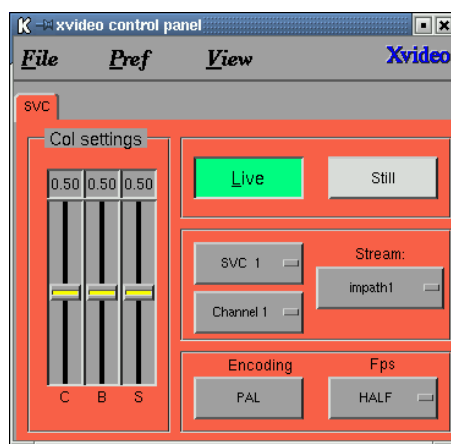 xvideo control panel
File Pref View Xvideo
SVC
Col settings
0.50 0.50 0.50
C B S
Live Still
SVC 1
Channel 1
Stream:
impath1
Encoding Fps
PAL HALF